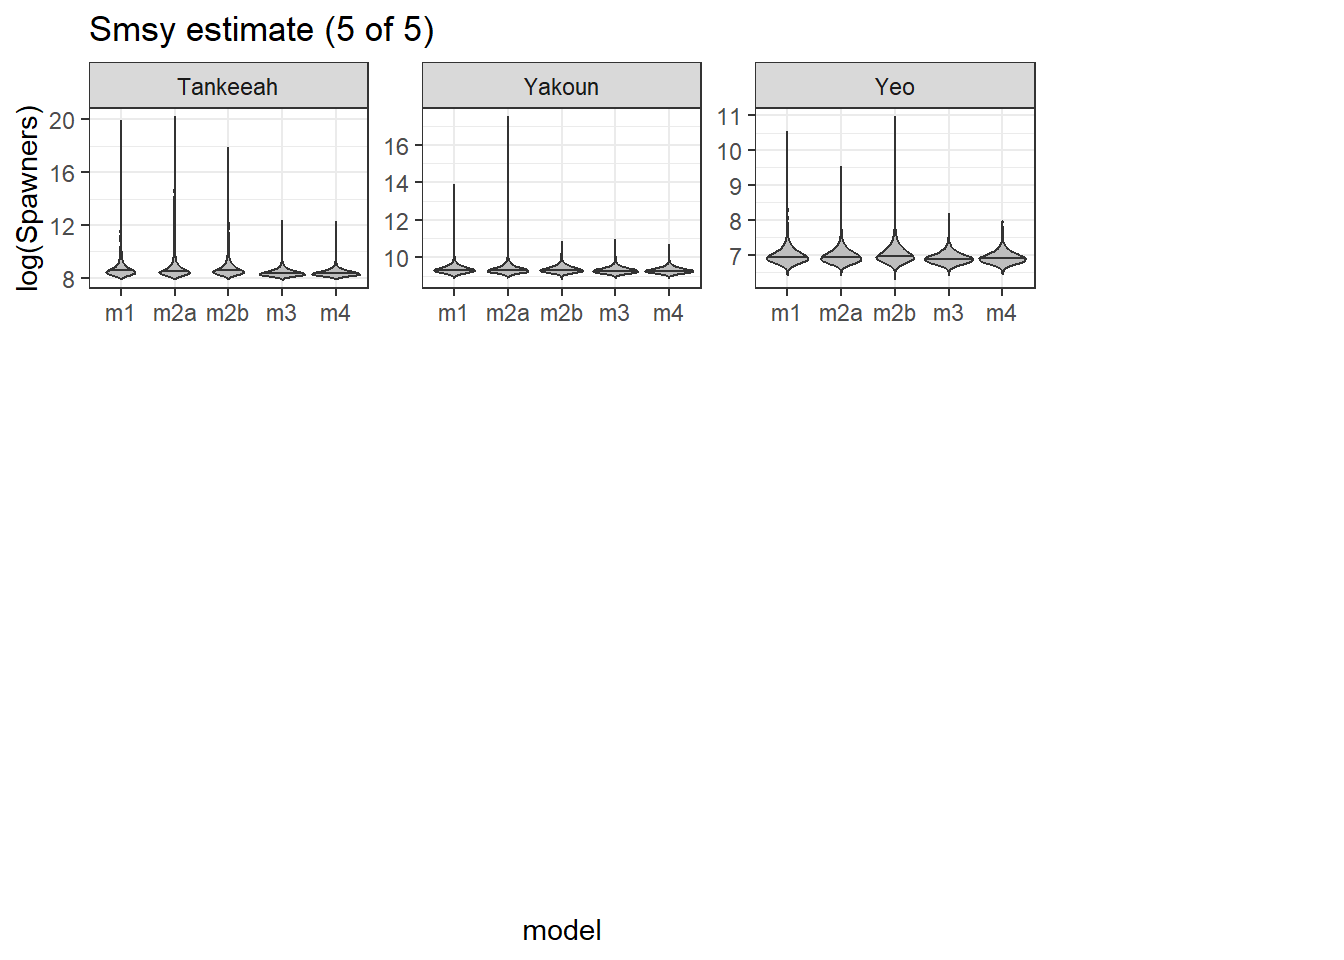 Smsy estimate (5 of 5)
Tankeeah
Yakoun
Yeo
log(Spawners)
20
16
12
8
16
14
12
10
11
10
9
8
7
m1 m2a m2b m3 m4
m1 m2a m2b m3 m4
m1 m2a m2b m3 m4
model